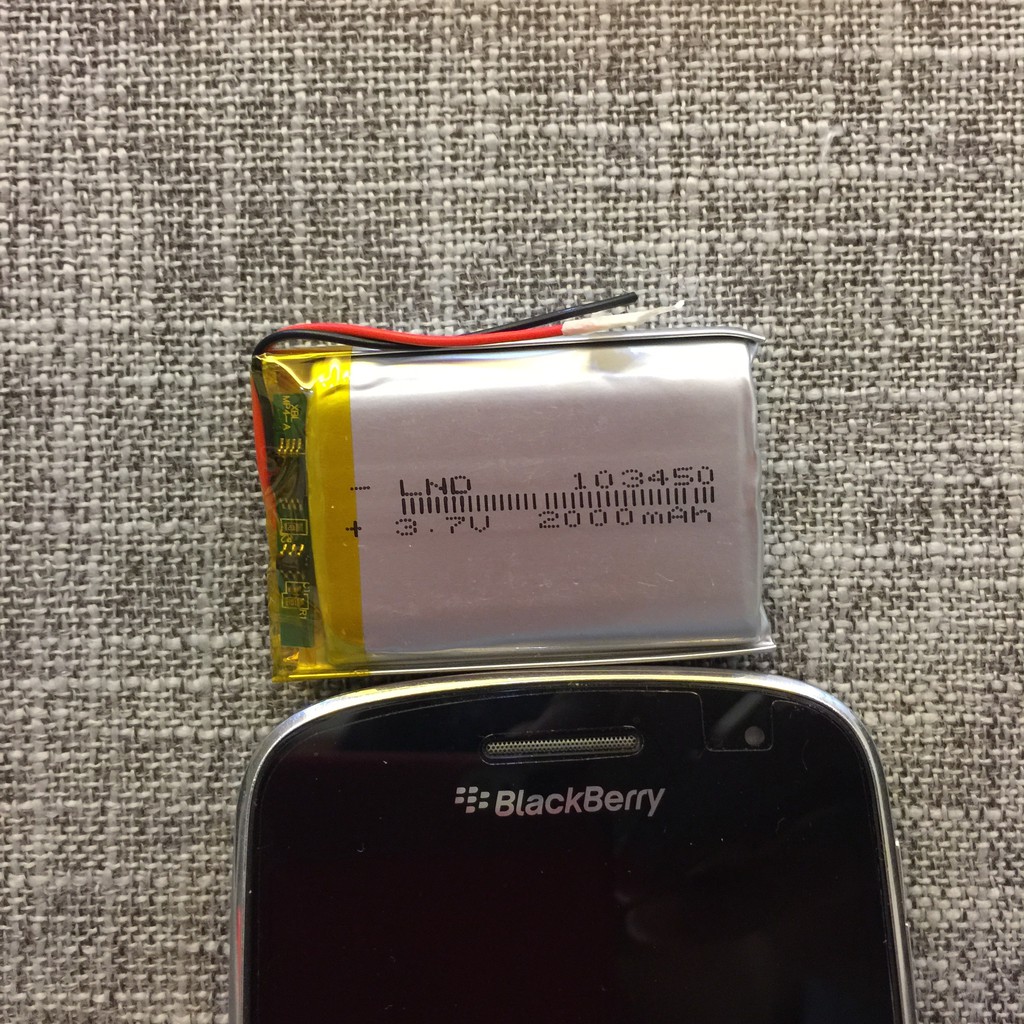 - LND 103450
+ 3.7V 2000mAh
BlackBerry